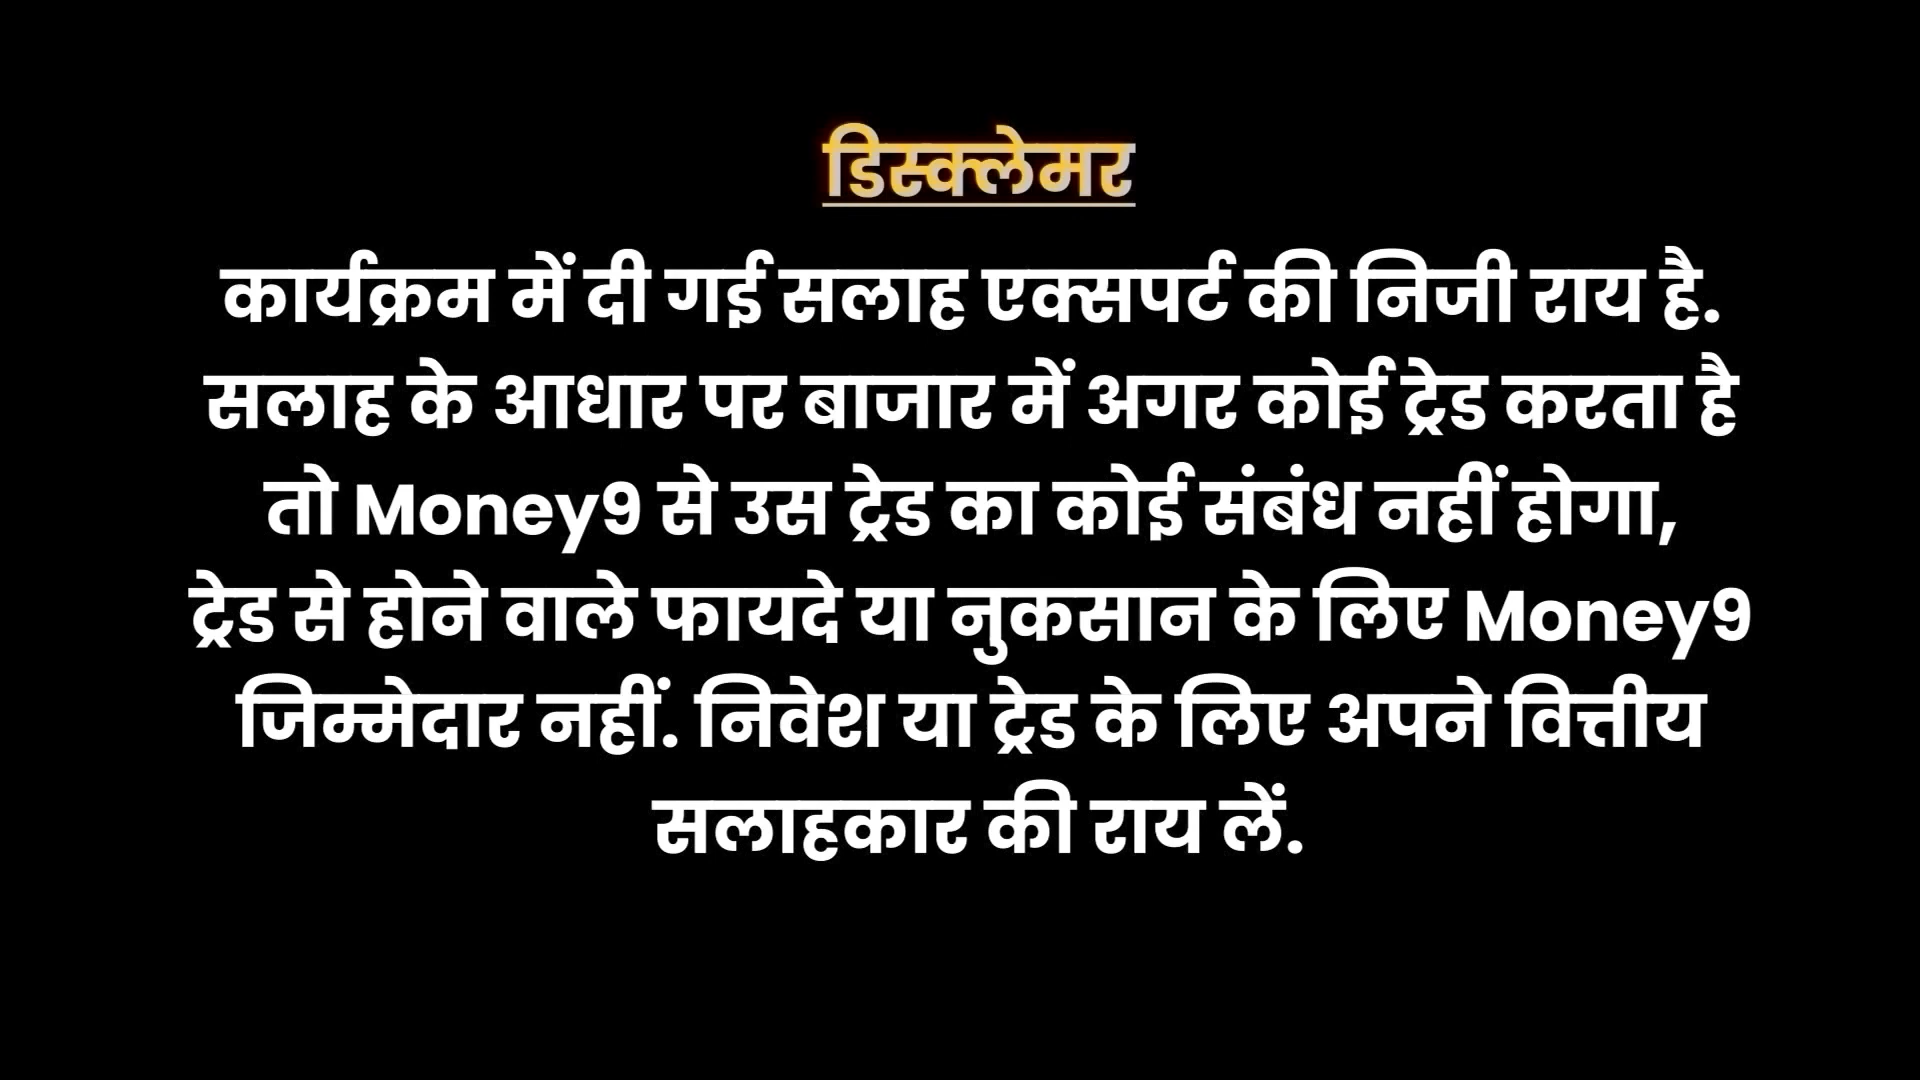 डिस्क्लेमर
कार्यक्रम में दी गई सलाह एक्सपर्ट की निजी राय है.
सलाह के आधार पर बाजार में अगर कोई ट्रेड करता है
तो Money9 से उस ट्रेड का कोई संबंध नहीं होगा,
ट्रेड से होने वाले फायदे या नुकसान के लिए Money9
जिम्मेदार नहीं. निवेश या ट्रेड के लिए अपने वित्तीय
सलाहकार की राय लें.